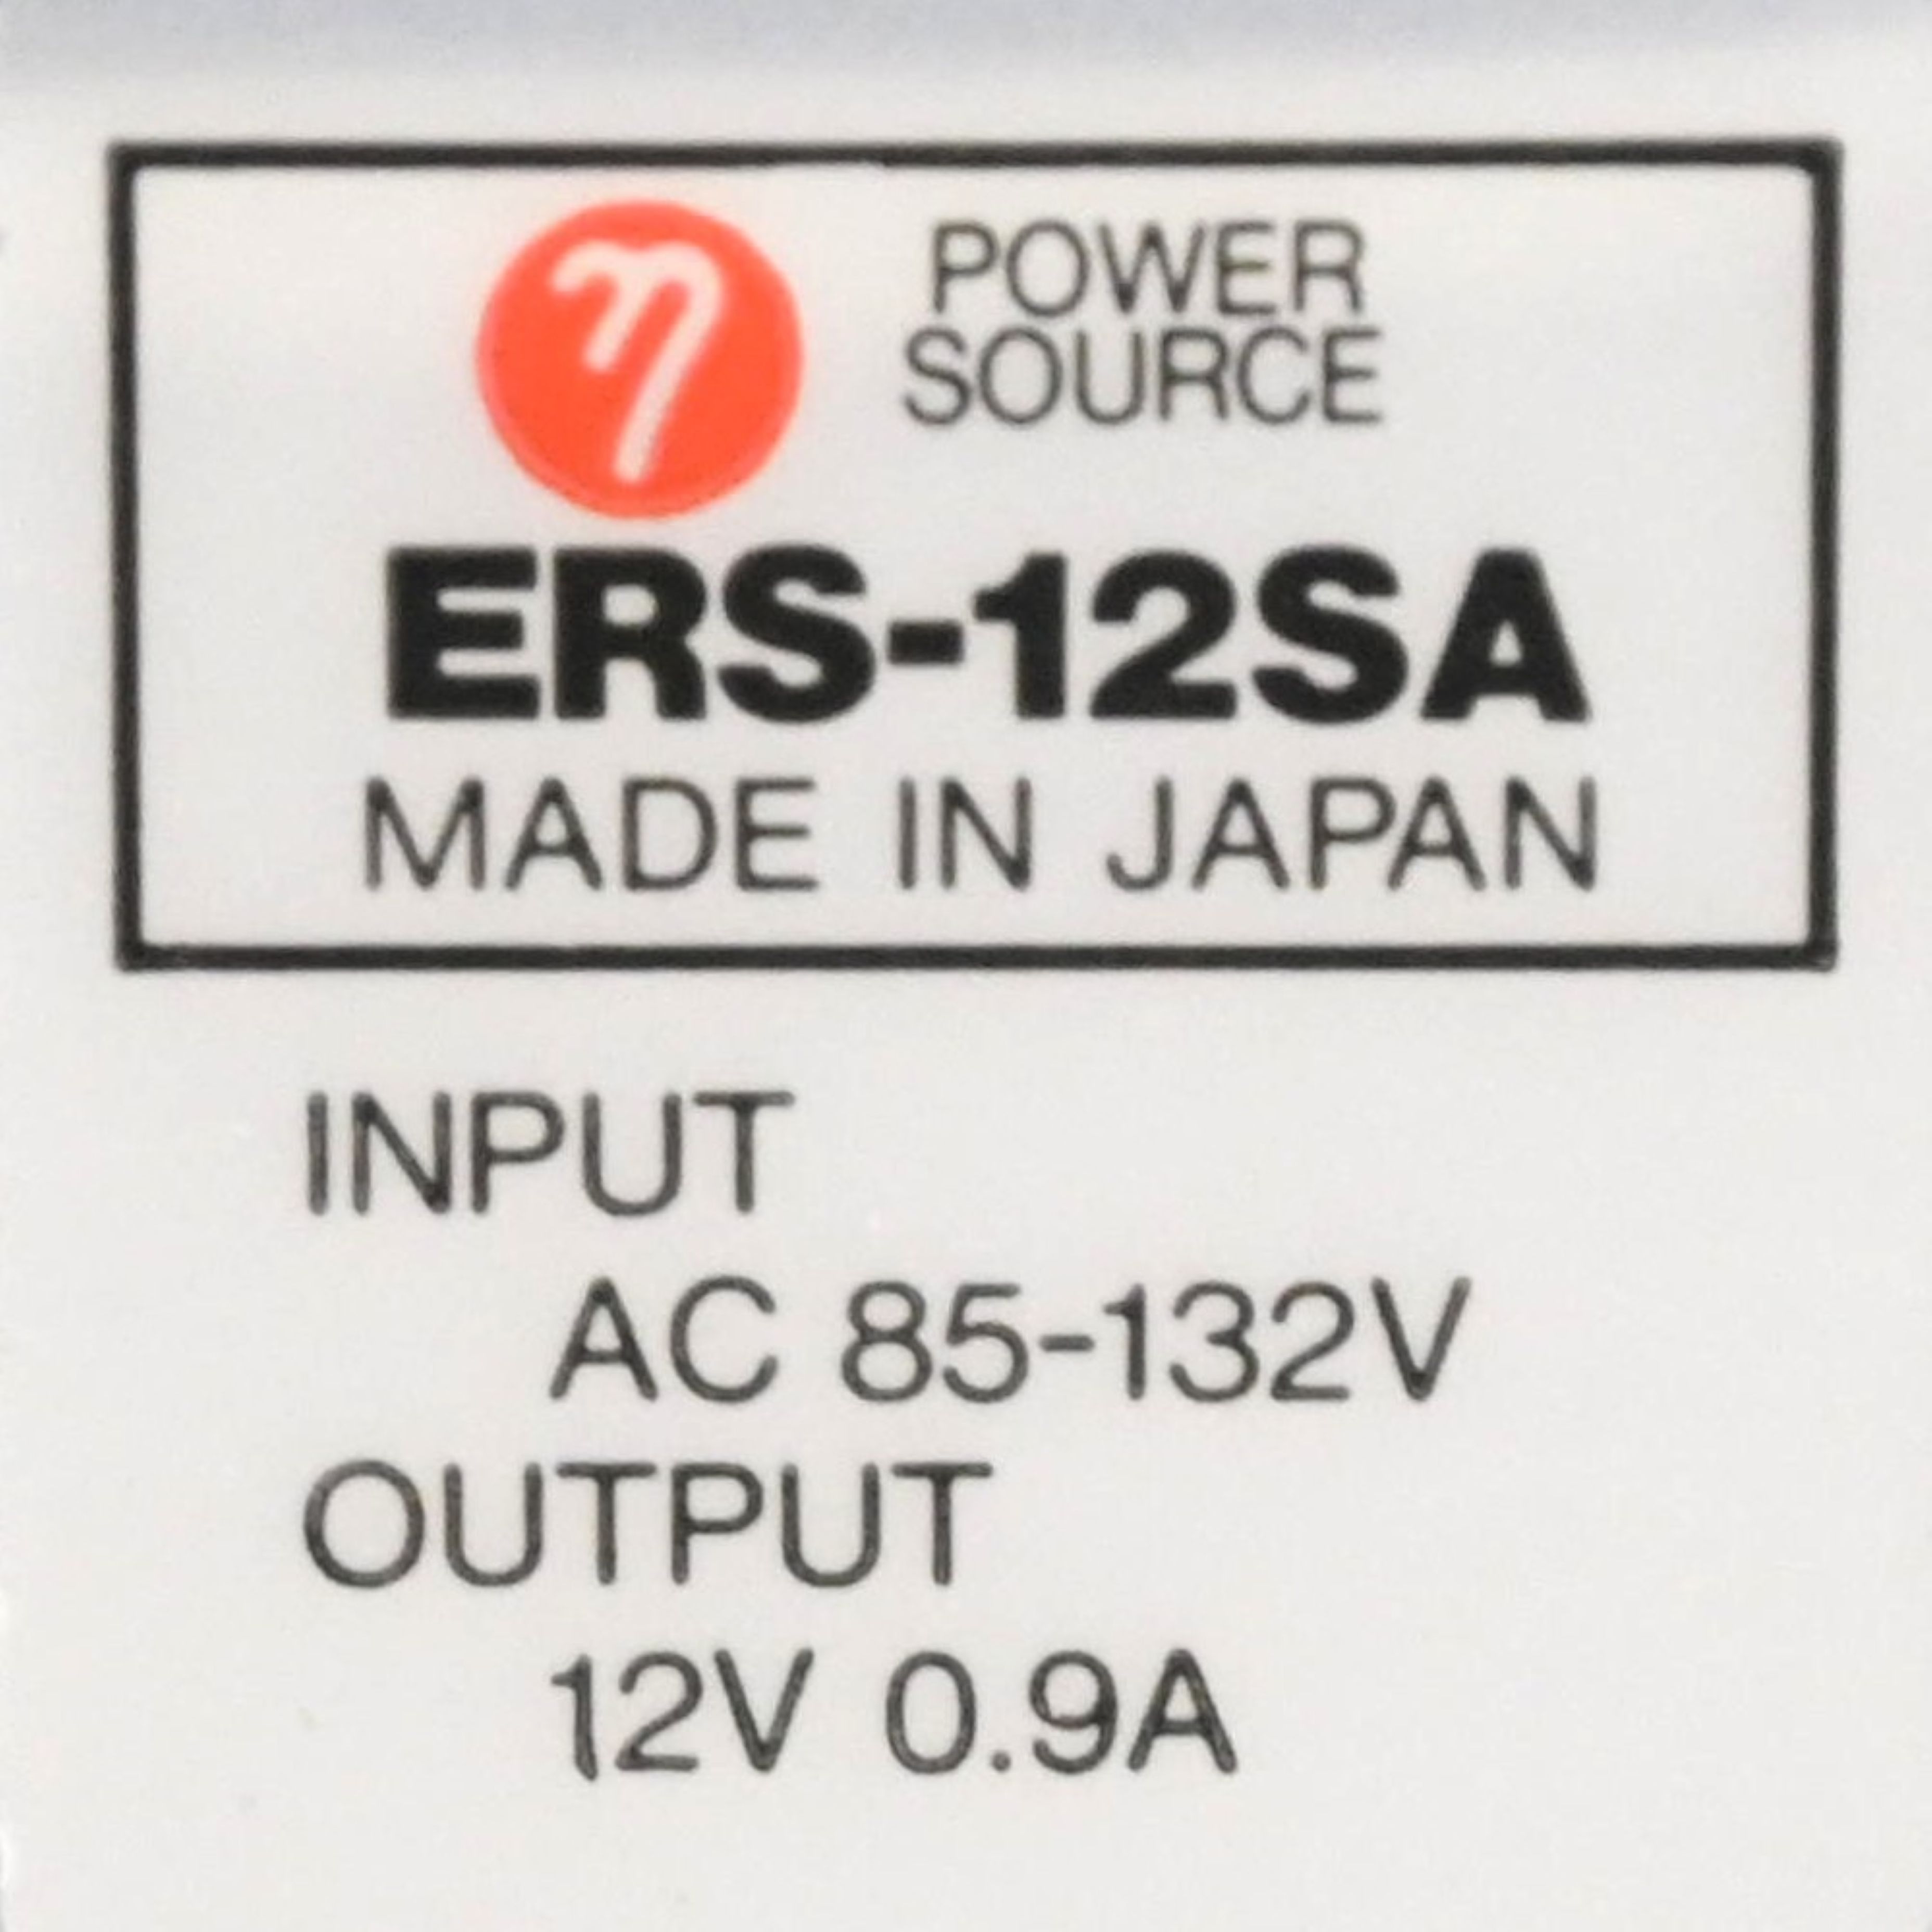 η
POWER
SOURCE
ERS-12SA
MADE IN JAPAN
INPUT
AC 85-132V
OUTPUT
12V 0.9A